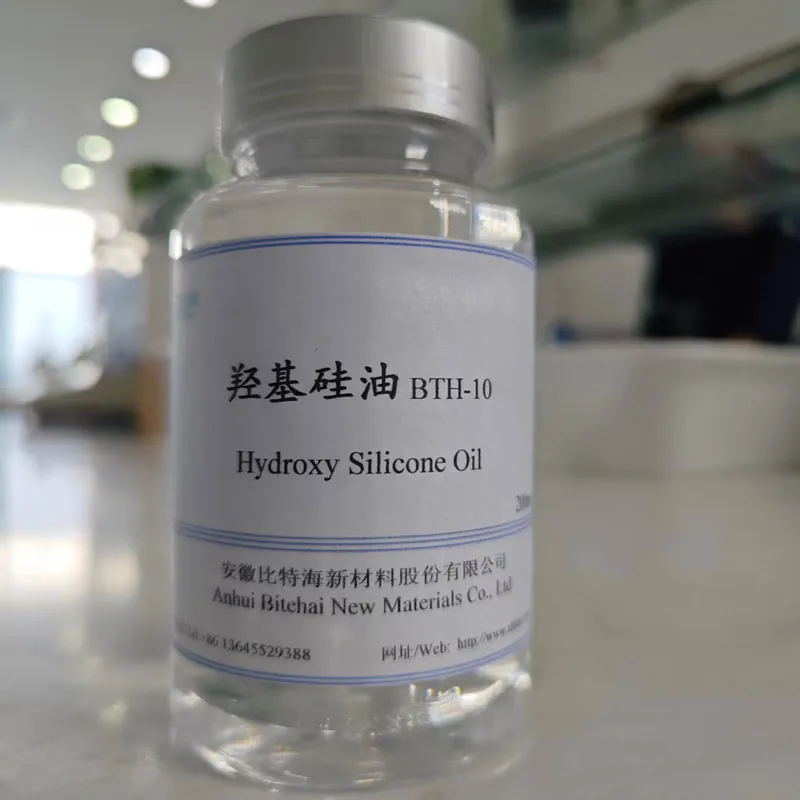 羟基硅油 BTH-10
Hydroxy Silicone Oil
安徽比特海新材料股份有限公司
Anhui Bitehai New Materials Co., Ltd
+86 13645529388
网址/Web: http://www.